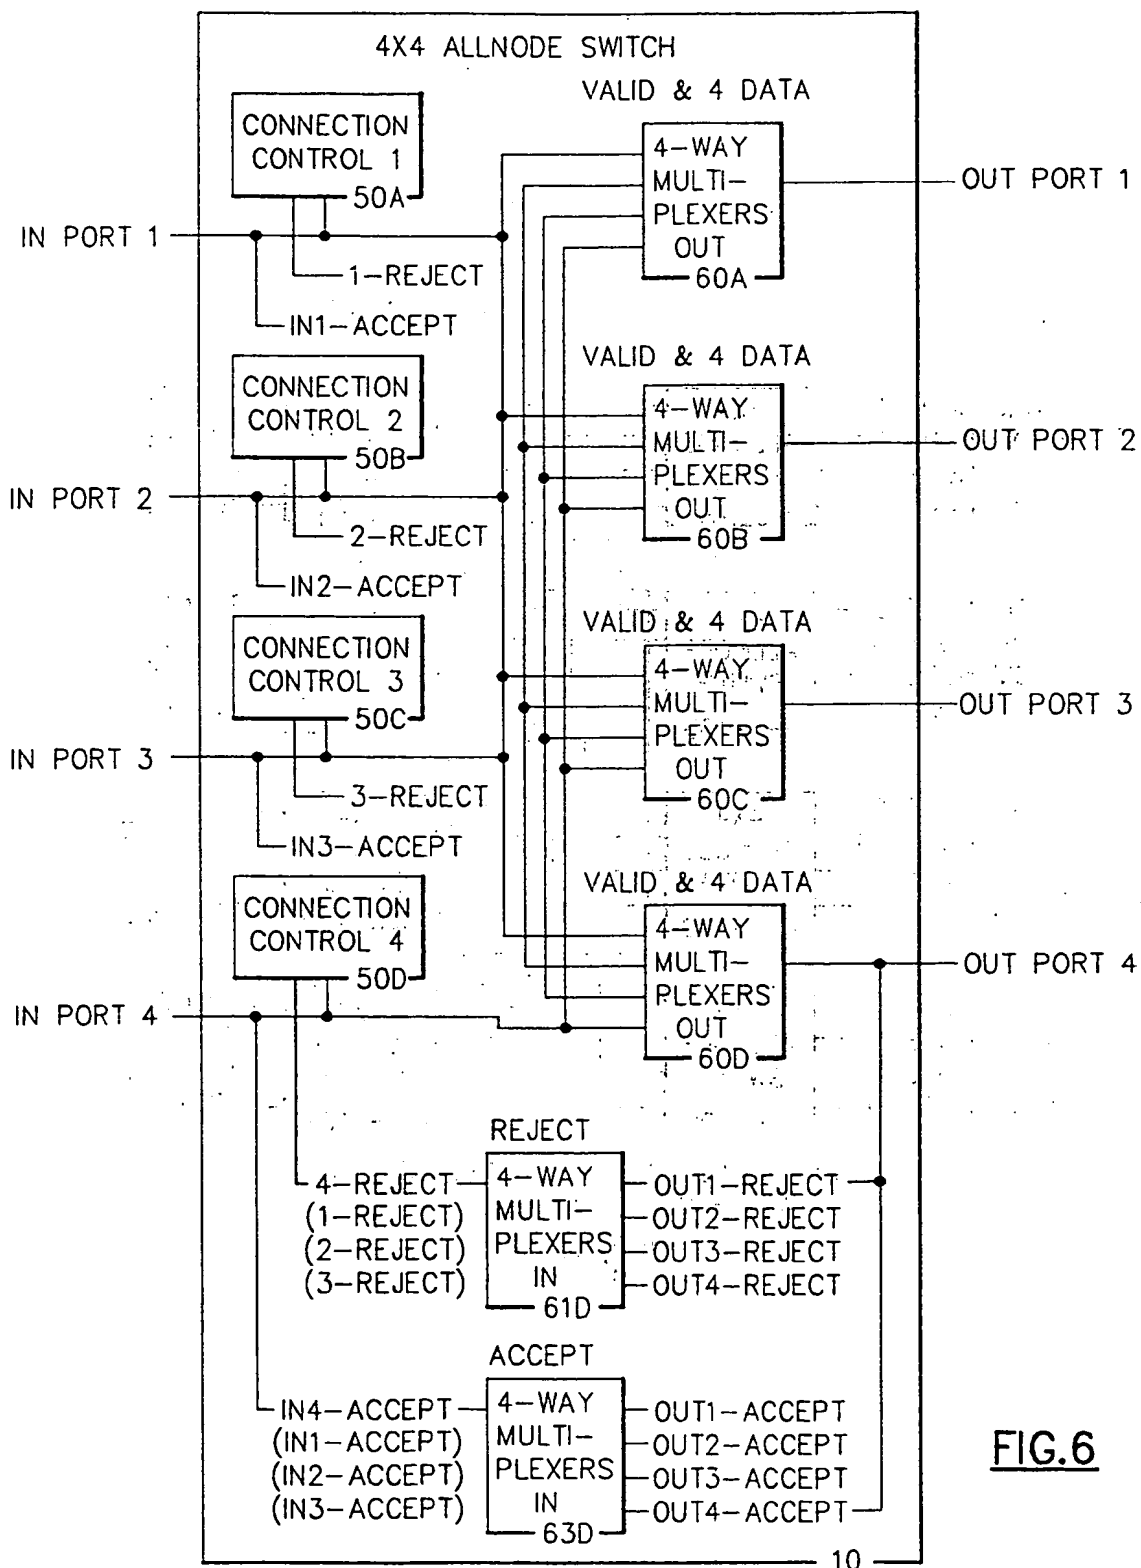 4X4 ALLNODE SWITCH
VALID & 4 DATA
CONNECTION
CONTROL 1
50A
4-WAY
MULTI-
PLEXERS
OUT
60A
OUT PORT 1
IN PORT 1
1-REJECT
IN1-ACCEPT
VALID & 4 DATA
CONNECTION
CONTROL 2
50B
4-WAY
MULTI-
PLEXERS
OUT
60B
OUT PORT 2
IN PORT 2
2-REJECT
IN2-ACCEPT
VALID & 4 DATA
CONNECTION
CONTROL 3
50C
4-WAY
MULTI-
PLEXERS
OUT
60C
OUT PORT 3
IN PORT 3
3-REJECT
IN3-ACCEPT
VALID & 4 DATA
CONNECTION
CONTROL 4
50D
4-WAY
MULTI-
PLEXERS
OUT
60D
OUT PORT 4
IN PORT 4
REJECT
4-REJECT
(1-REJECT)
(2-REJECT)
(3-REJECT)
4-WAY
MULTI-
PLEXERS
IN
61D
OUT1-REJECT
OUT2-REJECT
OUT3-REJECT
OUT4-REJECT
ACCEPT
IN4-ACCEPT
(IN1-ACCEPT)
(IN2-ACCEPT)
(IN3-ACCEPT)
4-WAY
MULTI-
PLEXERS
IN
63D
OUT1-ACCEPT
OUT2-ACCEPT
OUT3-ACCEPT
OUT4-ACCEPT
FIG.6
10